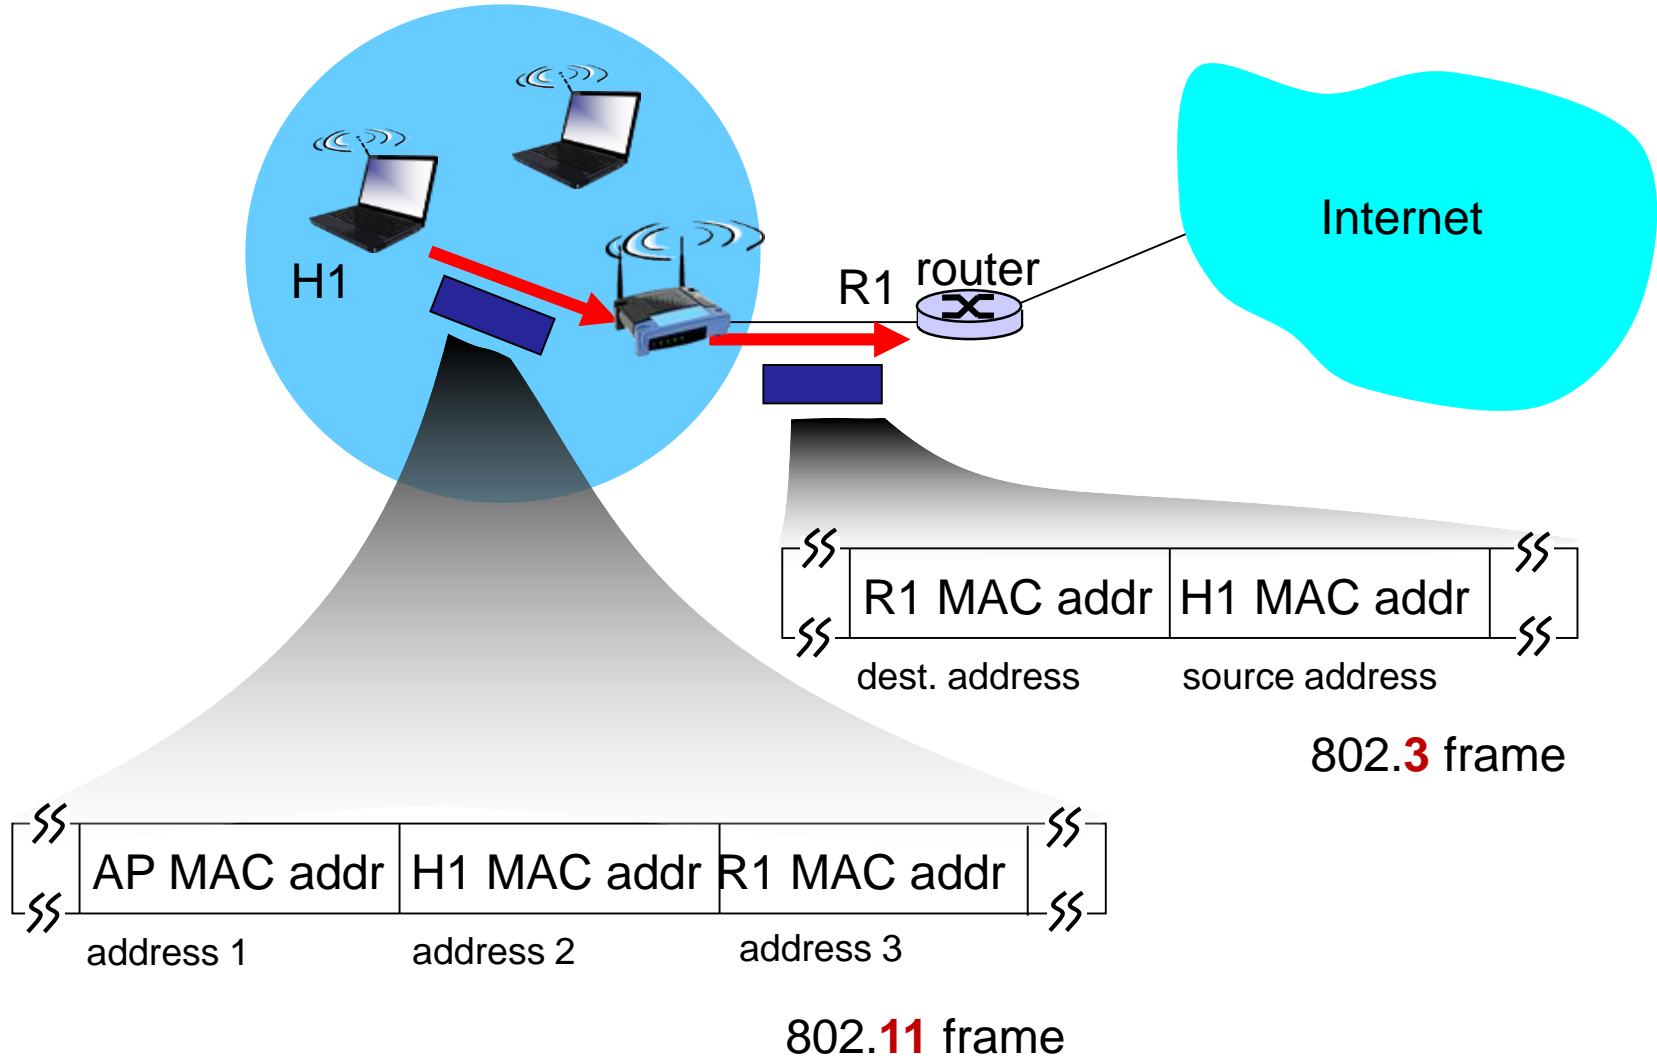 Internet
router
R1
H1
R1 MAC addr H1 MAC addr
dest. address source address
802.3 frame
AP MAC addr H1 MAC addr R1 MAC addr
address 1 address 2 address 3
802.11 frame